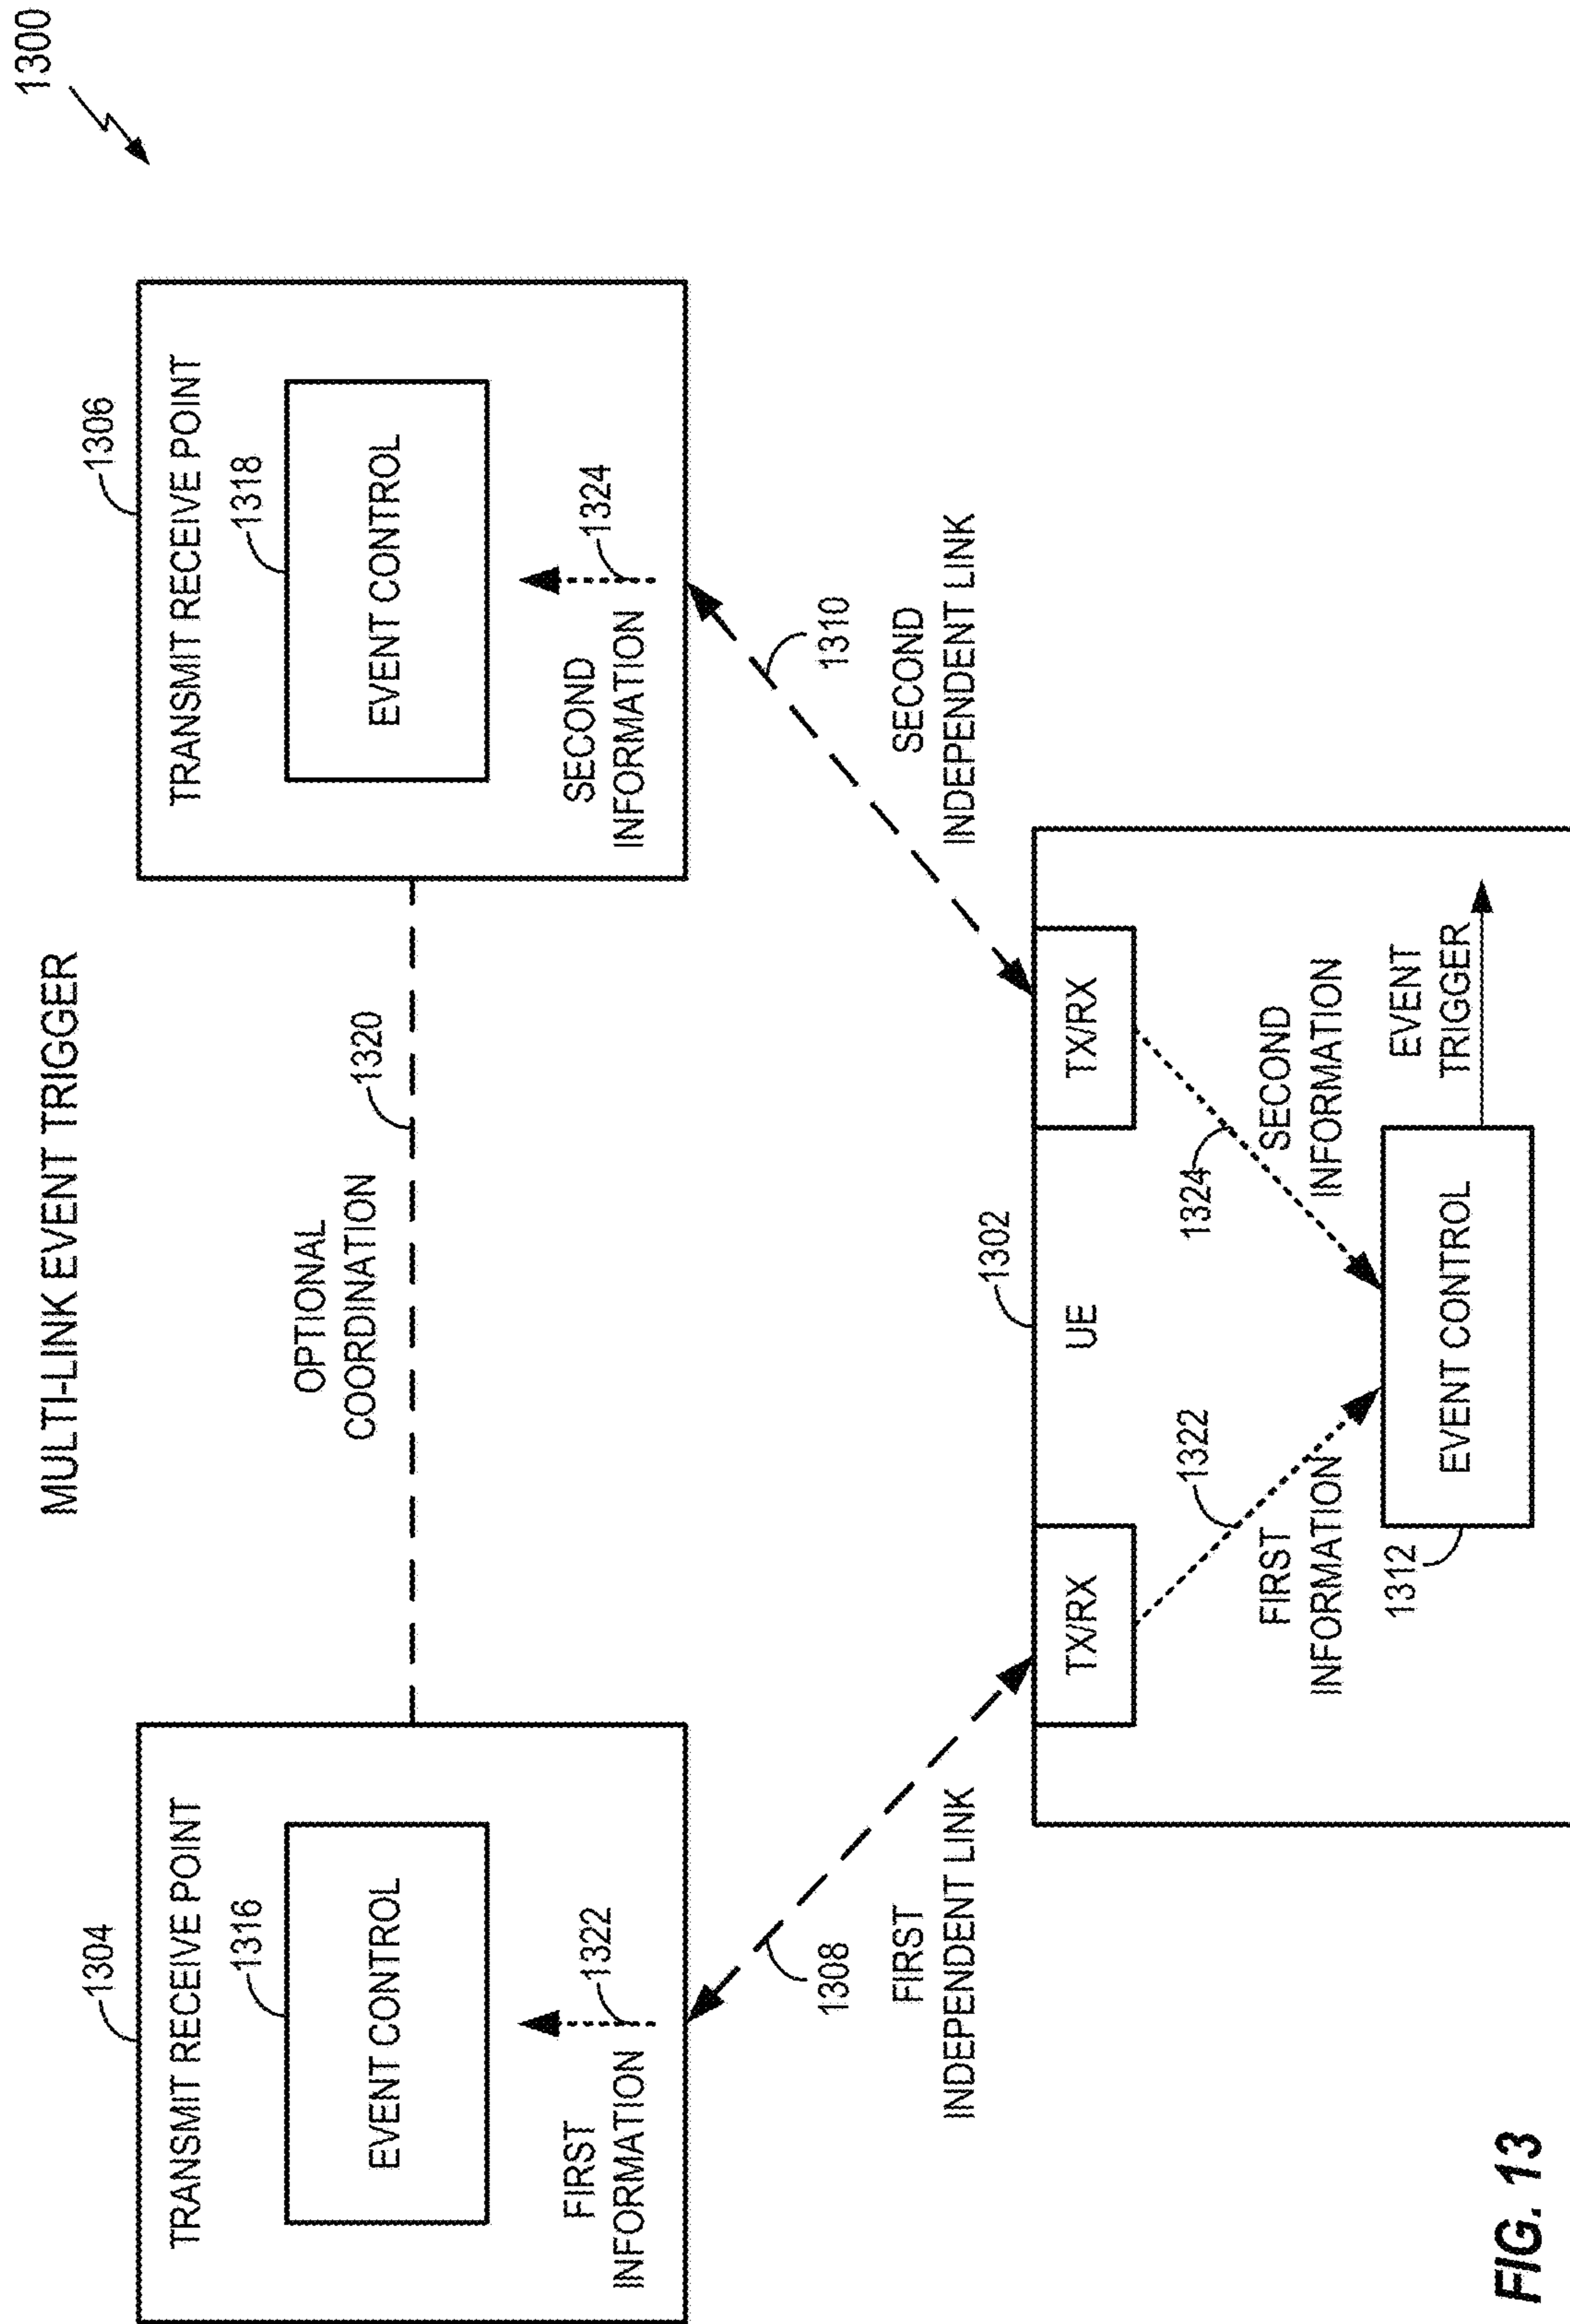 MULTI-LINK EVENT TRIGGER
1300
1304
TRANSMIT RECEIVE POINT
1316
EVENT CONTROL
FIRST
INFORMATION
1322
OPTIONAL
COORDINATION
1320
1306
TRANSMIT RECEIVE POINT
1318
EVENT CONTROL
SECOND
INFORMATION
1324
1308
FIRST
INDEPENDENT LINK
1310
SECOND
INDEPENDENT LINK
1302
TX/RX
UE
TX/RX
FIRST
INFORMATION
1322
1324
SECOND
INFORMATION
1312
EVENT CONTROL
EVENT
TRIGGER
FIG. 13